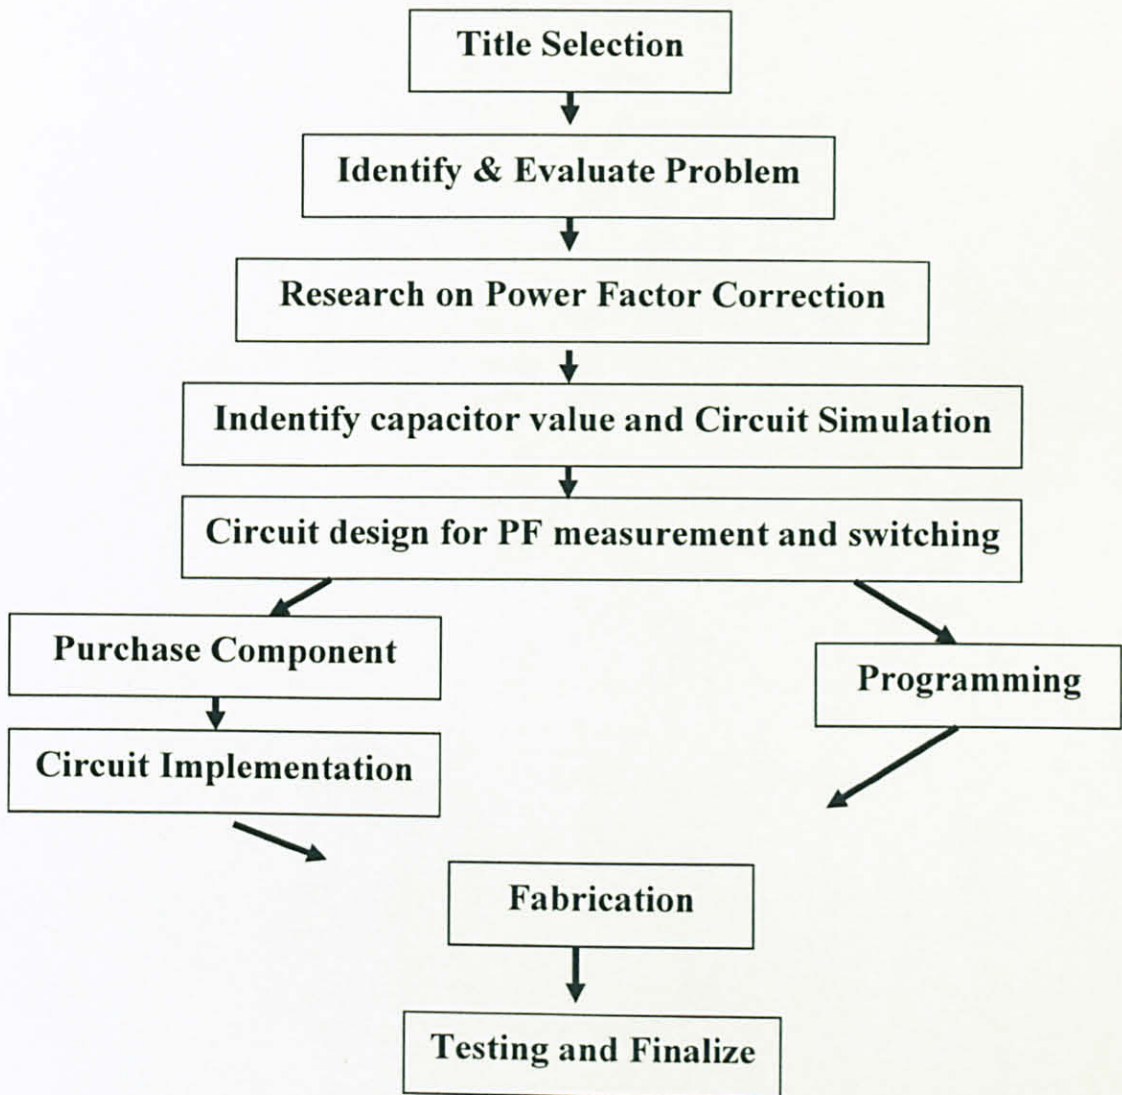 Title Selection
Identify & Evaluate Problem
Research on Power Factor Correction
Indentify capacitor value and Circuit Simulation
Circuit design for PF measurement and switching
Purchase Component
Programming
Circuit Implementation
Fabrication
Testing and Finalize